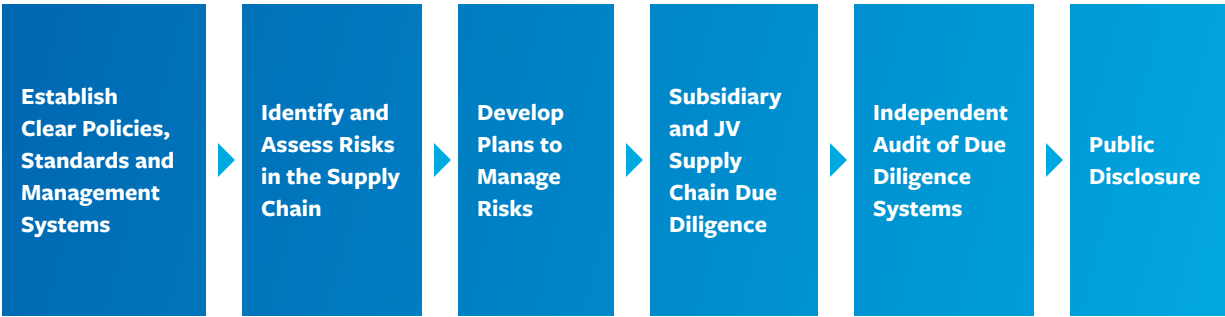 Establish
Clear Policies,
Standards and
Management
Systems
Identify and
Assess Risks
in the Supply
Chain
Develop
Plans to
Manage
Risks
Subsidiary
and JV
Supply
Chain Due
Diligence
Independent
Audit of Due
Diligence
Systems
Public
Disclosure